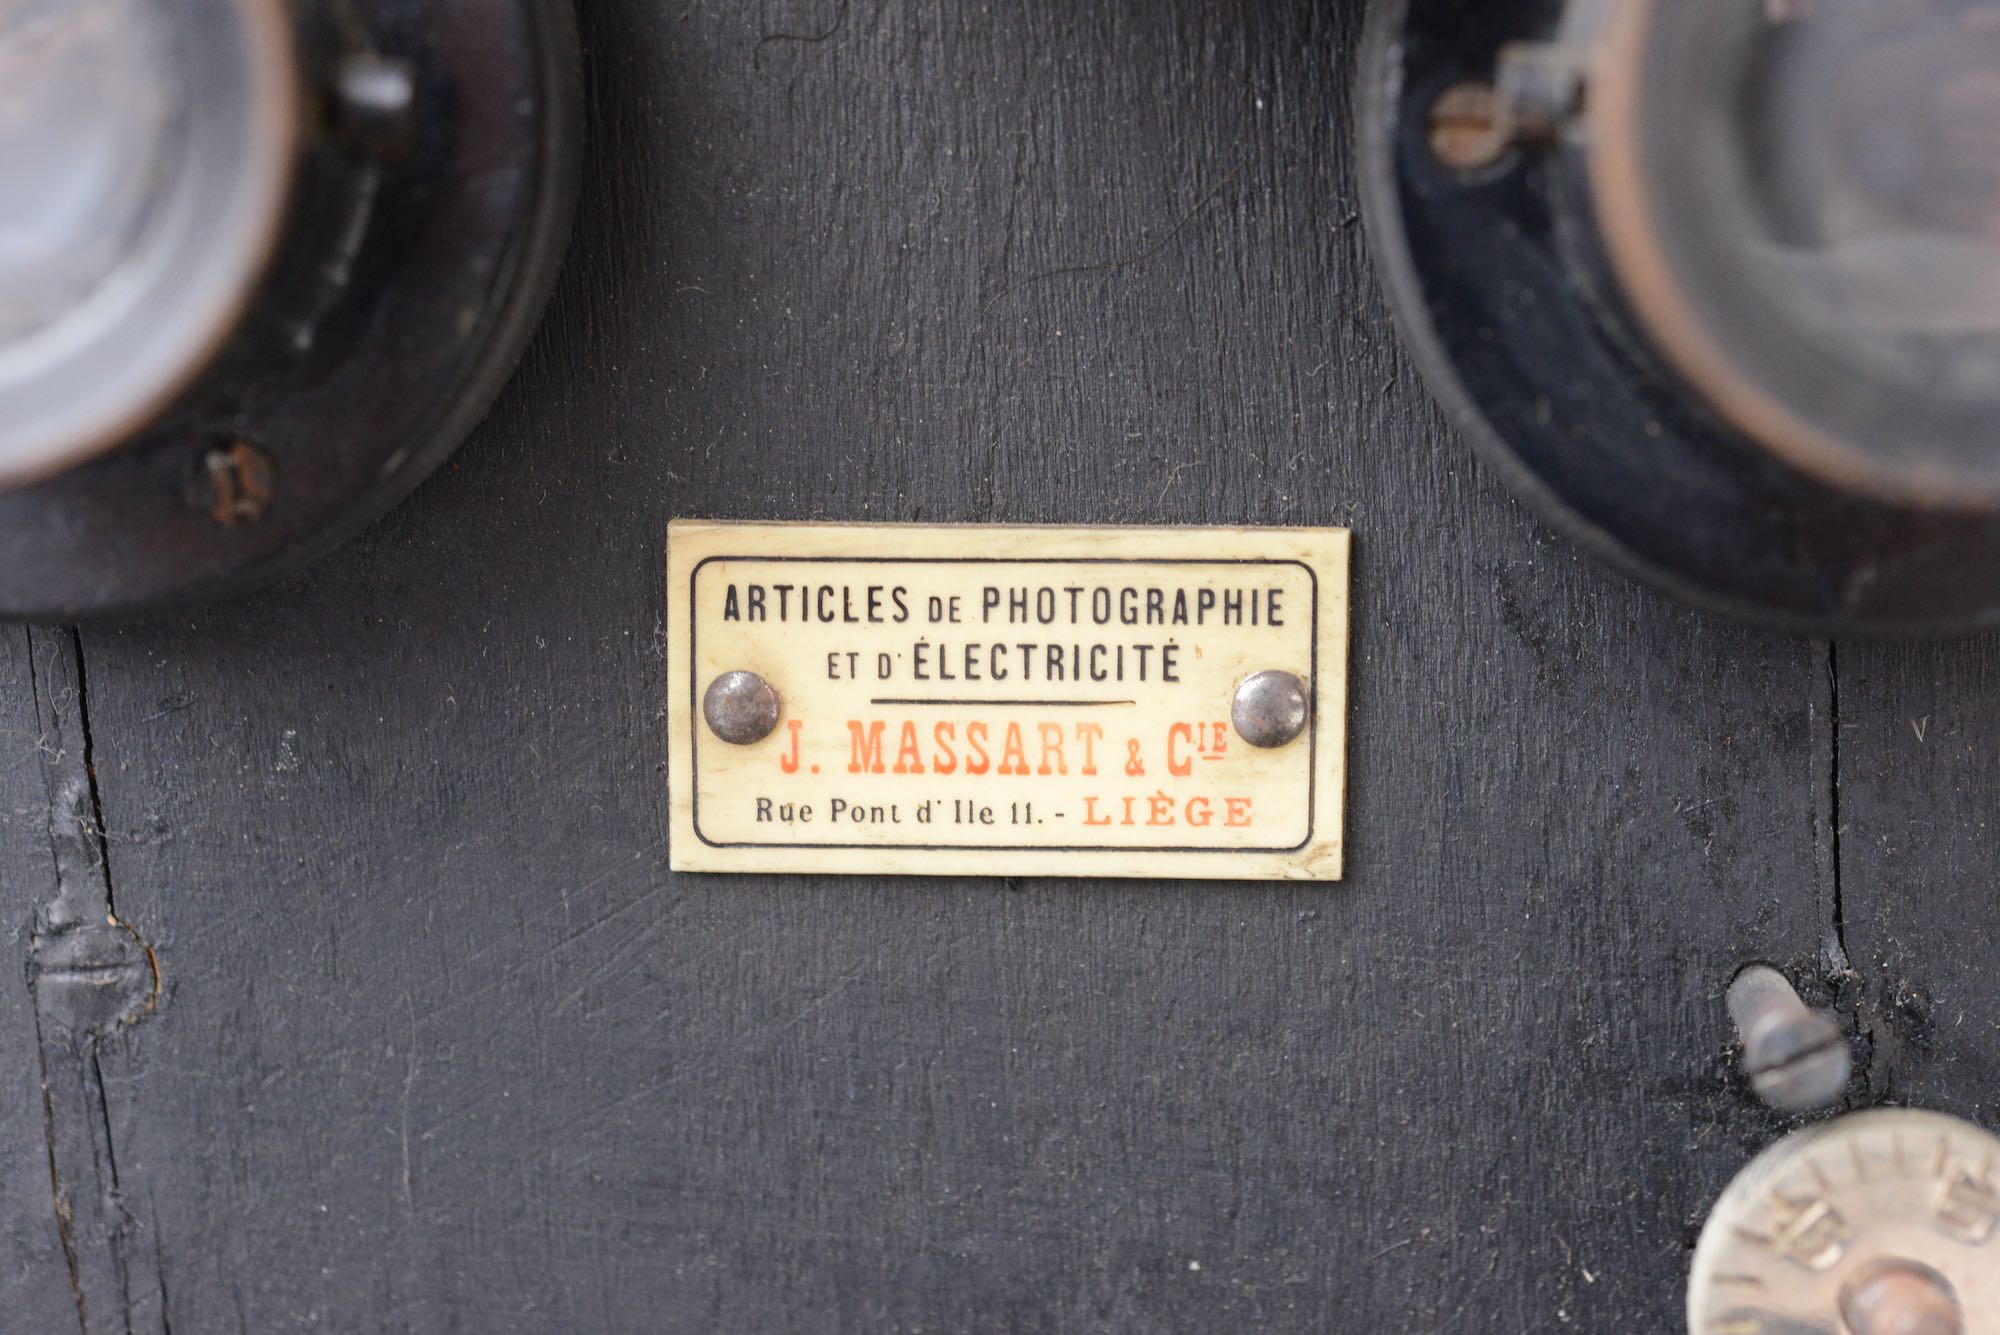 ARTICLES DE PHOTOGRAPHIE
ET D'ÉLECTRICITÉ
J. MASSART & CIE
Rue Pont d'Ile 11. - LIÈGE